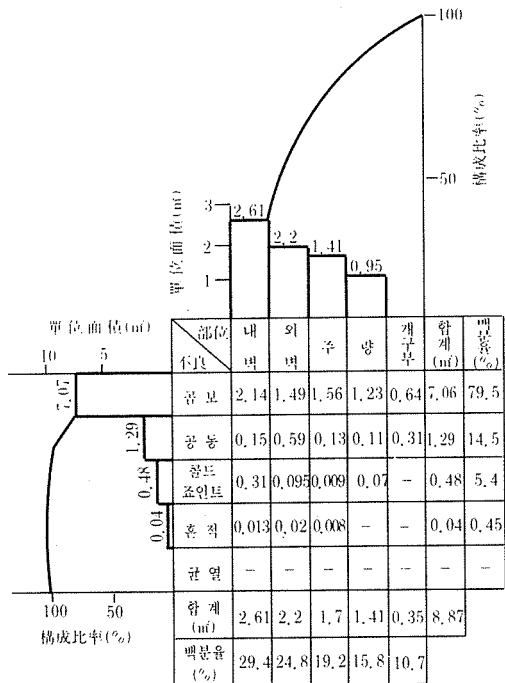 100
50
構成比率(%)
單位面積(㎡)
3
2
1
2.61
2.2
1.41
0.95
單位面積(㎡)
10
5
7.07
1.29
0.48
0.04
100
50
構成比率(%)
部位
不良
내벽
외벽
주
량
개구부
합계(㎡)
백분율(%)
곰보 2.14 1.49 1.56 1.23 0.64 7.06 79.5
공동 0.15 0.59 0.13 0.11 0.31 1.29 14.5
콜드
죠인트 0.31 0.095 0.009 0.07 - 0.48 5.4
흔적 0.013 0.02 0.008 - - 0.04 0.45
균열 - - - - - - -
합계
(㎡) 2.61 2.2 1.7 1.41 0.35 8.87
백분율
(%) 29.4 24.8 19.2 15.8 10.7